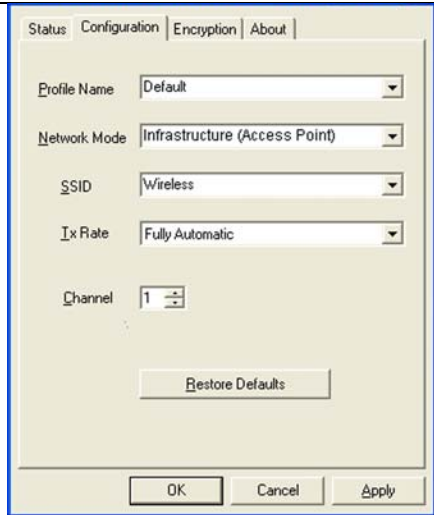 Status Configuration Encryption About
Profile Name Default
Network Mode Infrastructure (Access Point)
SSID Wireless
Tx Rate Fully Automatic
Channel 1
Restore Defaults
OK Cancel Apply